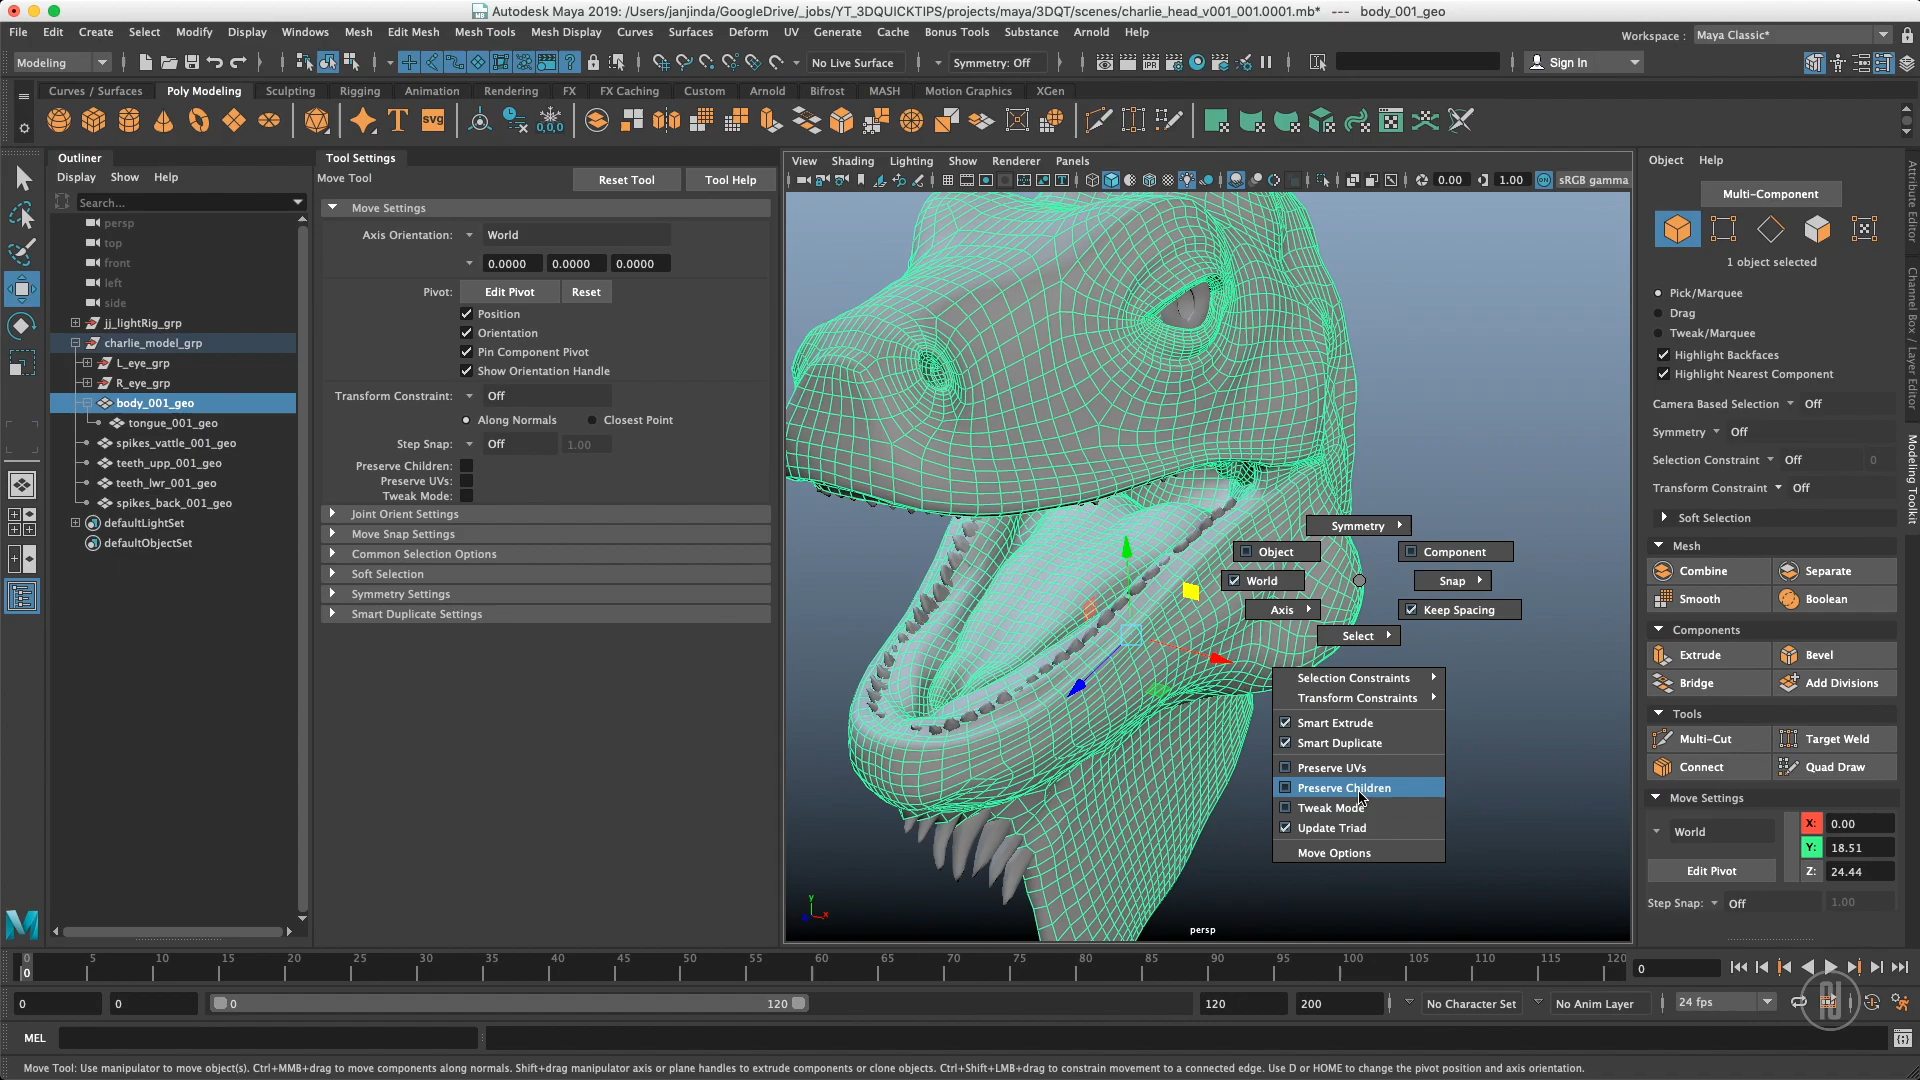 Autodesk Maya 2019: /Users/janjinda/GoogleDrive/_jobs/YT_3DQUICKTIPS/projects/maya/3DQT/scenes/charlie_head_v001_001.0001.mb* --- body_001_geo
File Edit Create Select Modify Display Windows Mesh Edit Mesh Mesh Tools Mesh Display Curves Surfaces Deform UV Generate Cache Bonus Tools Substance Arnold Help
Workspace : Maya Classic*
Modeling No Live Surface Symmetry: Off Sign In
Curves / Surfaces Poly Modeling Sculpting Rigging Animation Rendering FX FX Caching Custom Arnold Bifrost MASH Motion Graphics XGen
Outliner
Display Show Help
Search...
persp
top
front
left
side
jj_lightRig_grp
charlie_model_grp
L_eye_grp
R_eye_grp
body_001_geo
tongue_001_geo
spikes_vattle_001_geo
teeth_upp_001_geo
teeth_lwr_001_geo
spikes_back_001_geo
defaultLightSet
defaultObjectSet
Tool Settings
Move Tool Reset Tool Tool Help
Move Settings
Axis Orientation: World
0.0000 0.0000 0.0000
Pivot: Edit Pivot Reset
Position
Orientation
Pin Component Pivot
Show Orientation Handle
Transform Constraint: Off
Along Normals Closest Point
Step Snap: Off 1.00
Preserve Children:
Preserve UVs:
Tweak Mode:
Joint Orient Settings
Move Snap Settings
Common Selection Options
Soft Selection
Symmetry Settings
Smart Duplicate Settings
View Shading Lighting Show Renderer Panels
0.00 1.00 sRGB gamma
Symmetry
Object Component
World Snap
Axis Keep Spacing
Select
Selection Constraints
Transform Constraints
Smart Extrude
Smart Duplicate
Preserve UVs
Preserve Children
Tweak Mode
Update Triad
Move Options
persp
Object Help
Multi-Component
1 object selected
Pick/Marquee
Drag
Tweak/Marquee
Highlight Backfaces
Highlight Nearest Component
Camera Based Selection Off
Symmetry Off
Selection Constraint Off 0
Transform Constraint Off
Soft Selection
Mesh
Combine Separate
Smooth Boolean
Components
Extrude Bevel
Bridge Add Divisions
Tools
Multi-Cut Target Weld
Connect Quad Draw
Move Settings
World X: 0.00
Y: 18.51
Edit Pivot Z: 24.44
Step Snap: Off 1.00
Attribute Editor
Channel Box / Layer Editor
Modeling Toolkit
0 5 10 15 20 25 30 35 40 45 50 55 60 65 70 75 80 85 90 95 100 105 110 115 120
0 0
0 0 0 120 120 200 No Character Set No Anim Layer 24 fps
MEL
Move Tool: Use manipulator to move object(s). Ctrl+MMB+drag to move components along normals. Shift+drag manipulator axis or plane handles to extrude components or clone objects. Ctrl+Shift+LMB+drag to constrain movement to a connected edge. Use D or HOME to change the pivot position and axis orientation.